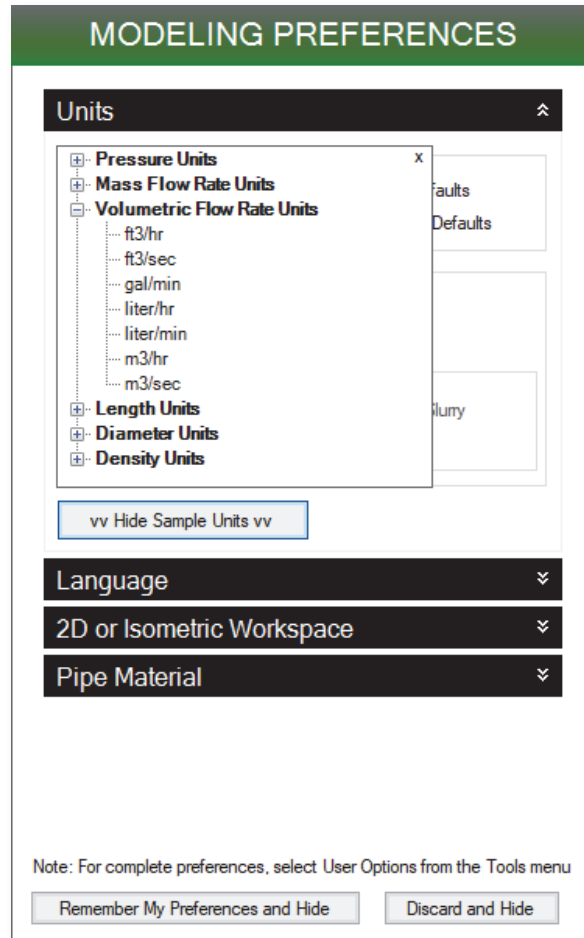 MODELING PREFERENCES
Units
Pressure Units x
Mass Flow Rate Units
Volumetric Flow Rate Units
Defaults
ft3/hr
ft3/sec
gal/min
liter/hr
liter/min
m3/hr
m3/sec
Length Units
Diameter Units
Density Units
vv Hide Sample Units vv
Language
2D or Isometric Workspace
Pipe Material
Note: For complete preferences, select User Options from the Tools menu
Remember My Preferences and Hide Discard and Hide